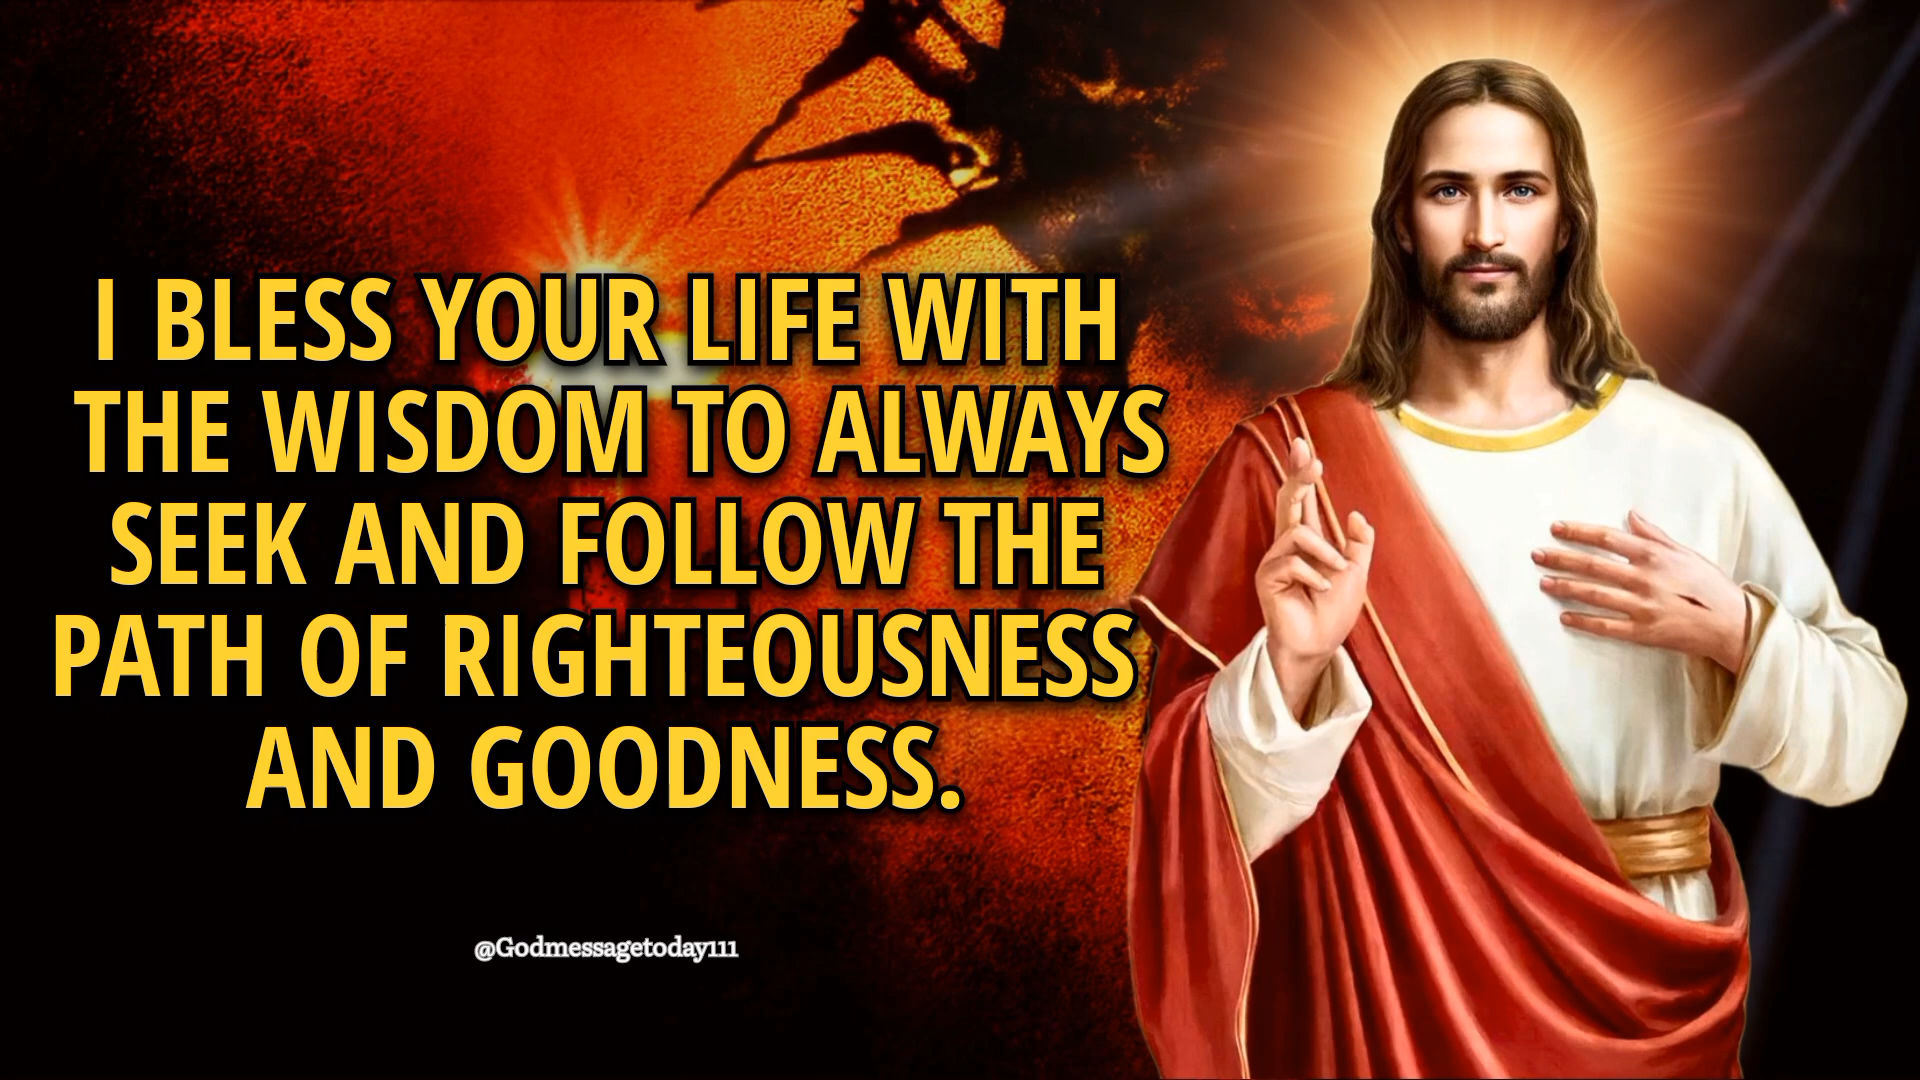 I BLESS YOUR LIFE WITH
THE WISDOM TO ALWAYS
SEEK AND FOLLOW THE
PATH OF RIGHTEOUSNESS
AND GOODNESS.
@Godmessagetoday111